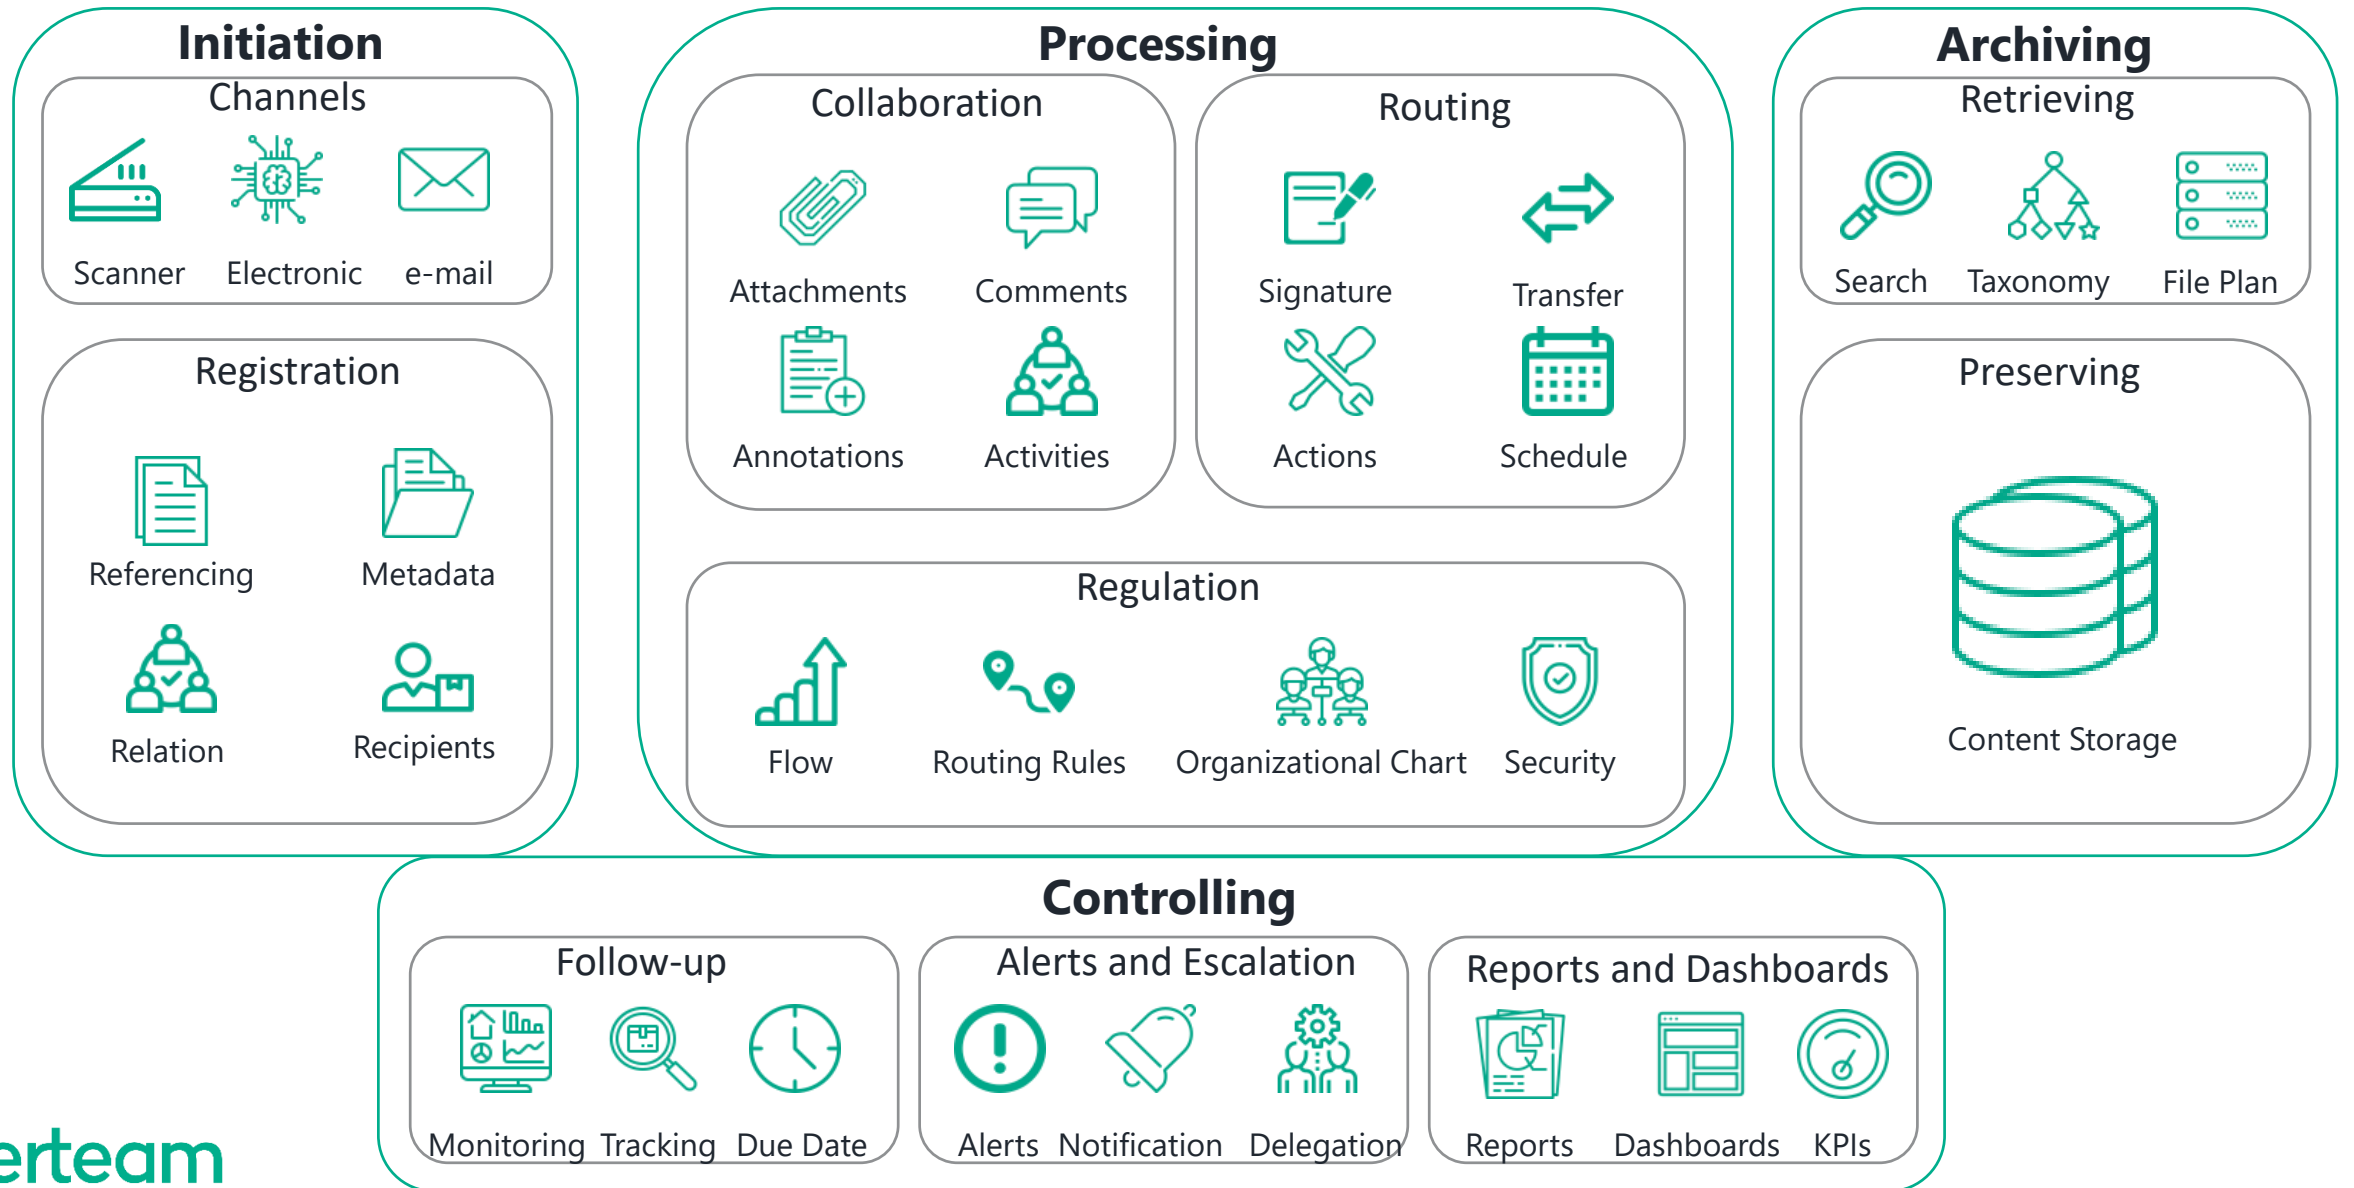 Initiation
Channels
Scanner Electronic e-mail
Registration
Referencing Metadata
Relation Recipients
Processing
Collaboration
Attachments Comments
Annotations Activities
Routing
Signature Transfer
Actions Schedule
Regulation
Flow Routing Rules Organizational Chart Security
Archiving
Retrieving
Search Taxonomy File Plan
Preserving
Content Storage
Controlling
Follow-up
Monitoring Tracking Due Date
Alerts and Escalation
Alerts Notification Delegation
Reports and Dashboards
Reports Dashboards KPIs
erteam